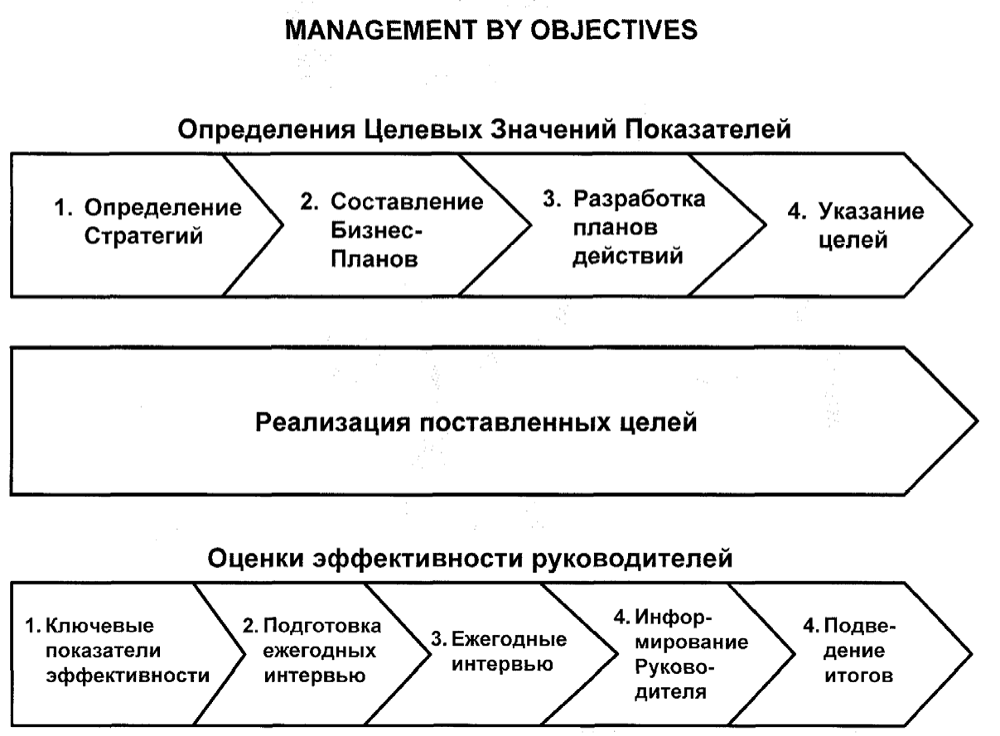 MANAGEMENT BY OBJECTIVES
Определения Целевых Значений Показателей
1. Определение
Стратегий
2. Составление
Бизнес-
Планов
3. Разработка
планов
действий
4. Указание
целей
Реализация поставленных целей
Оценки эффективности руководителей
1. Ключевые
показатели
эффективности
2. Подготовка
ежегодных
интервью
3. Ежегодные
интервью
4. Инфор-
мирование
Руково-
дителя
4. Подве-
дение
итогов